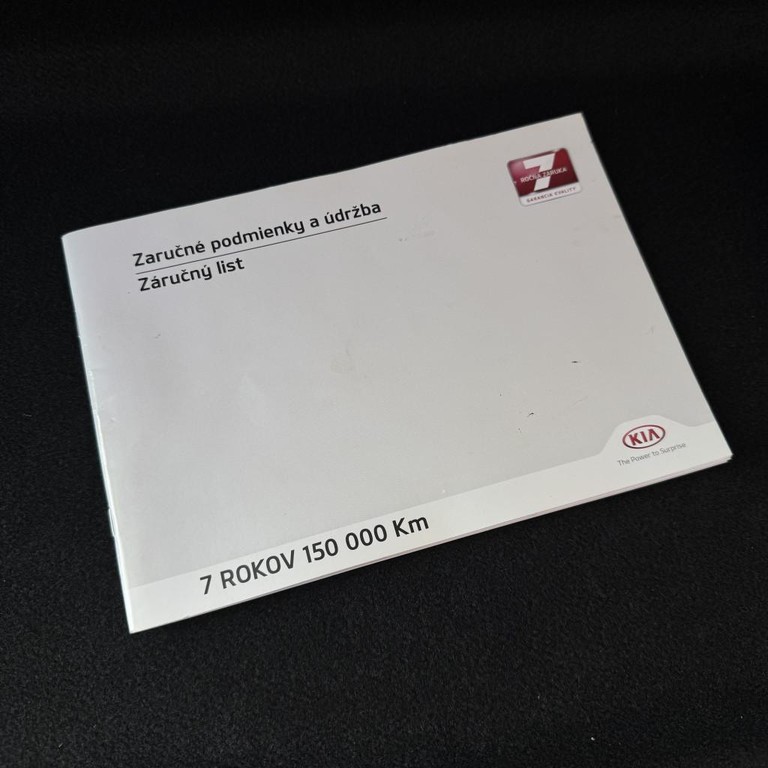 Zaručné podmienky a údržba
Záručný list
7
ROČNÁ ZÁRUKA
GARANCIA KVALITY
KIA
The Power to Surprise
7 ROKOV 150 000 Km